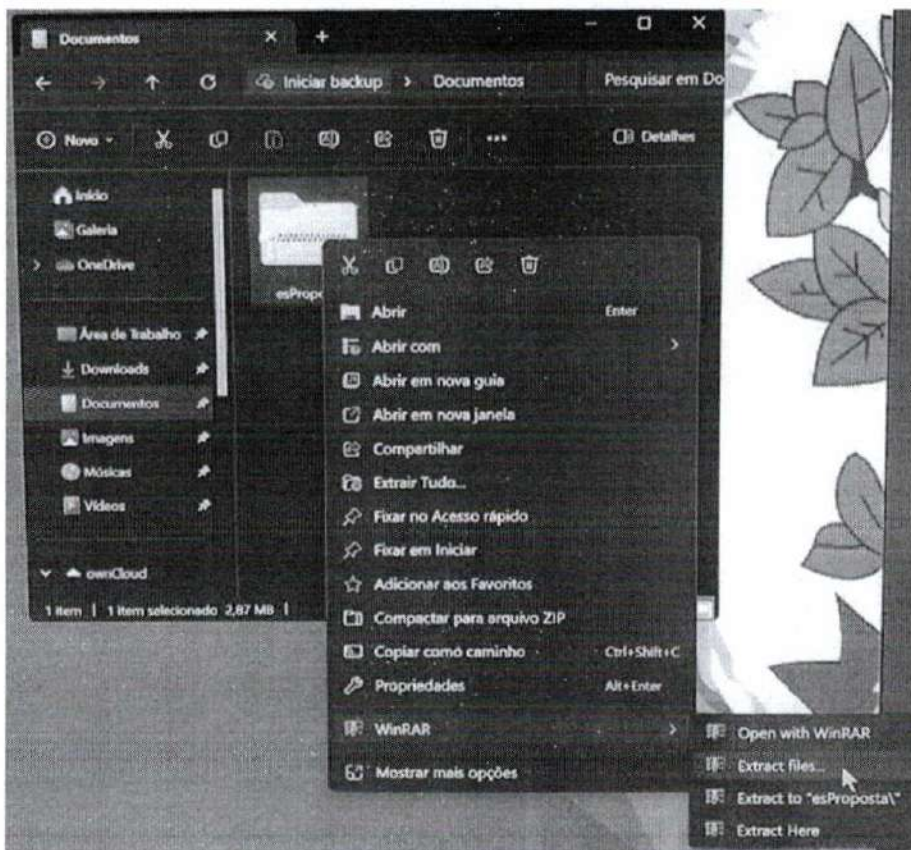 Documentos
Iniciar backup > Documentos
Pesquisar em Do
Novo
Detalhes
Início
Galeria
OneDrive
Área de Trabalho
Downloads
Documentos
Imagens
Músicas
Vídeos
ownCloud
1 item | 1 item selecionado 2,87 MB |
esPropo
Abrir Enter
Abrir com
Abrir em nova guia
Abrir em nova janela
Compartilhar
Extrair Tudo...
Fixar no Acesso rápido
Fixar em Iniciar
Adicionar aos Favoritos
Compactar para arquivo ZIP
Copiar como caminho Ctrl+Shift+C
Propriedades Alt+Enter
WinRAR
Mostrar mais opções
Open with WinRAR
Extract files...
Extract to "esProposta\"
Extract Here